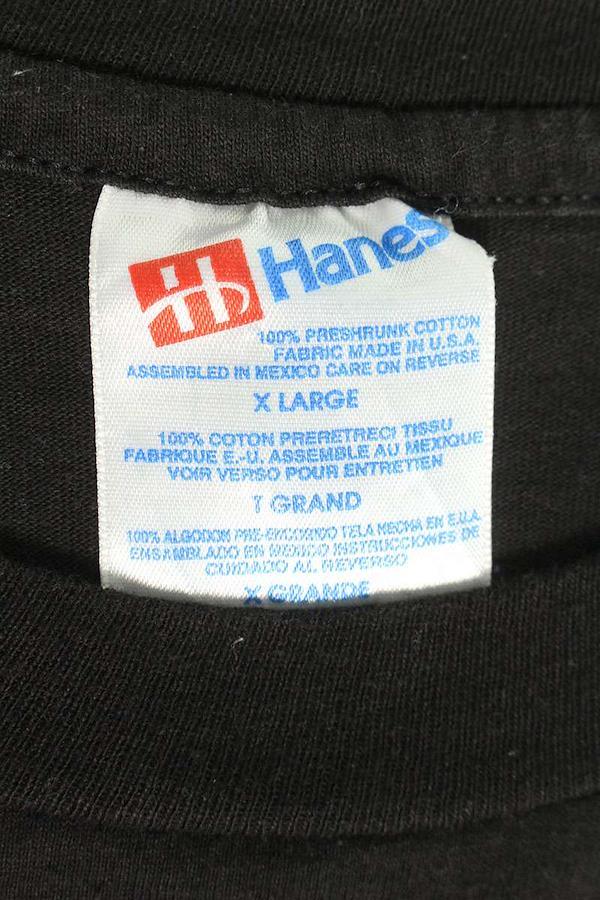 H Hanes
100% PRESHRUNK COTTON
FABRIC MADE IN U.S.A.
ASSEMBLED IN MEXICO CARE ON REVERSE
X LARGE
100% COTON PRERETRECI TISSU
FABRIQUE E.-U. ASSEMBLE AU MEXIQUE
VOIR VERSO POUR ENTRETIEN
T GRAND
100% ALGODON PRE-ENCOGIDO TELA HECHA EN E.U.A.
ENSAMBLADO EN MEXICO INSTRUCCIONES DE
CUIDADO AL REVERSO
X GRANDE